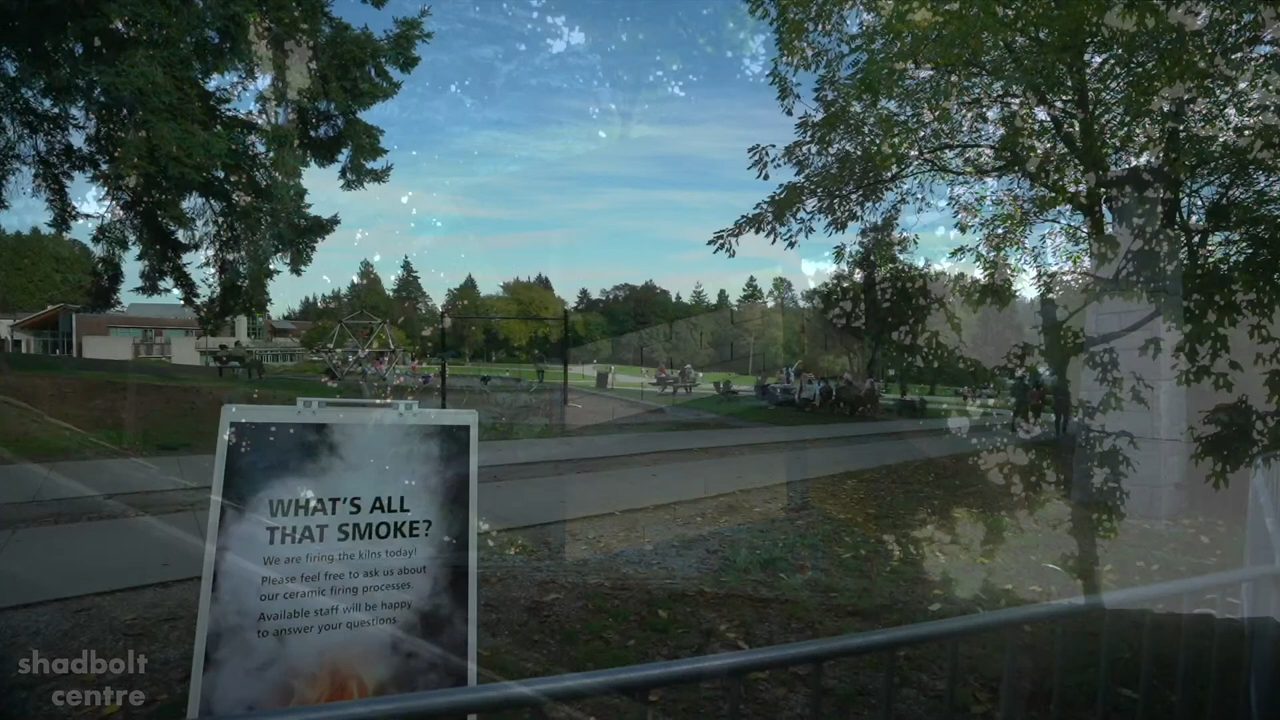 WHAT'S ALL
THAT SMOKE?
We are firing the kilns today!
Please feel free to ask us about
our ceramic firing processes.
Available staff will be happy
to answer your questions.
shadbolt
centre